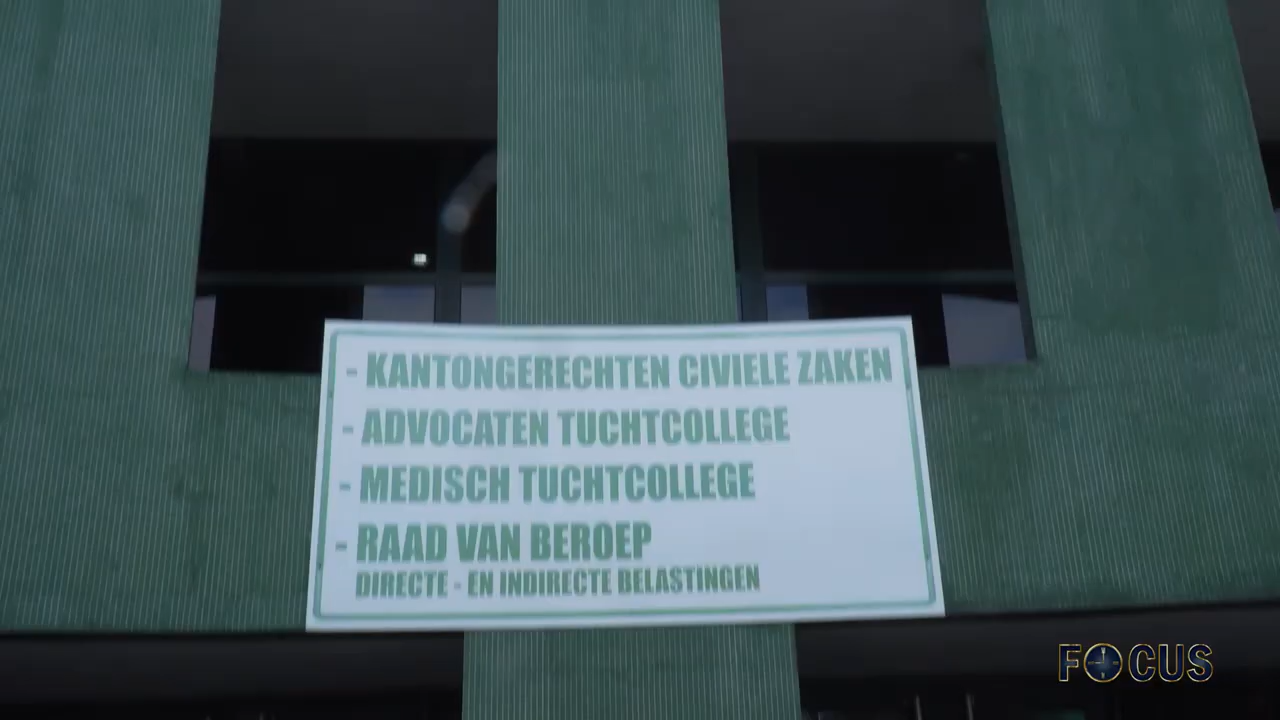 - KANTONGERECHTEN CIVIELE ZAKEN
- ADVOCATEN TUCHTCOLLEGE
- MEDISCH TUCHTCOLLEGE
- RAAD VAN BEROEP
DIRECTE - EN INDIRECTE BELASTINGEN
FOCUS